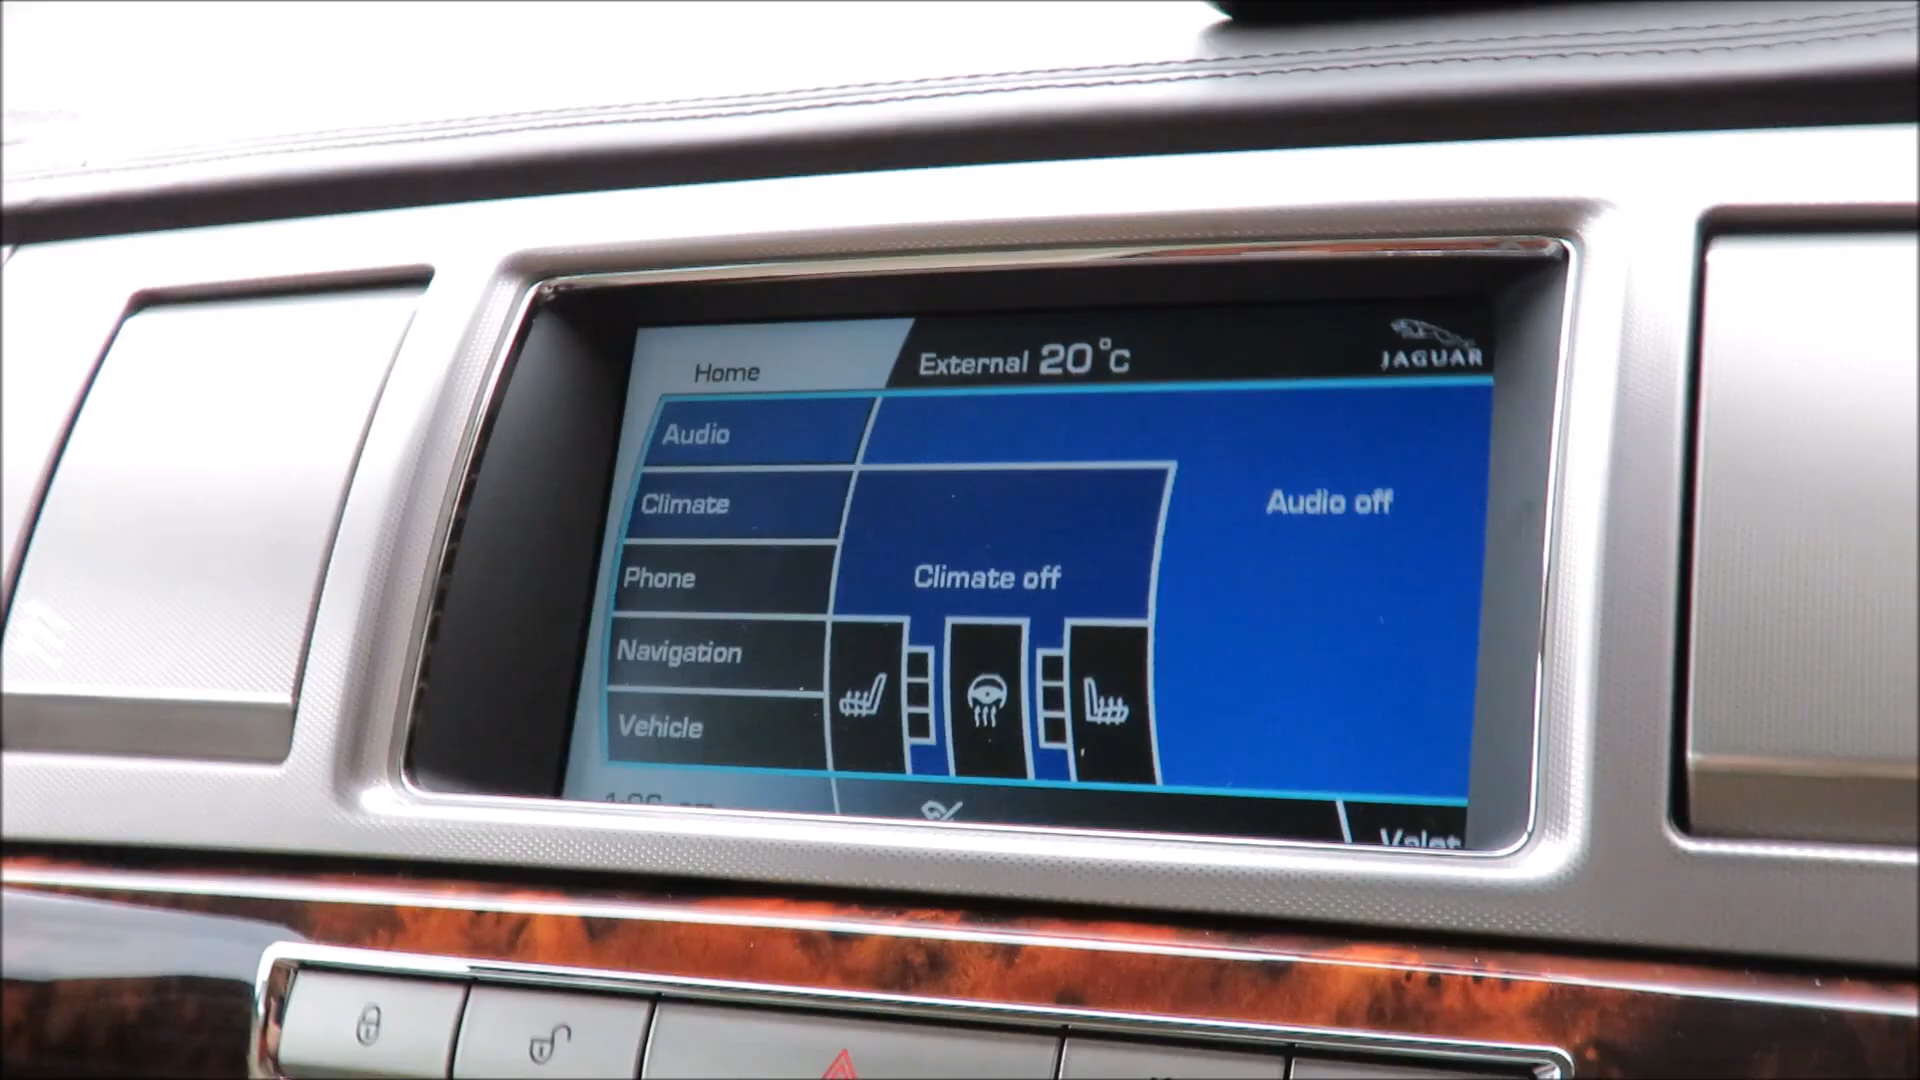 Home
External 20°C
JAGUAR
Audio
Climate
Phone
Navigation
Vehicle
Audio off
Climate off
Valet